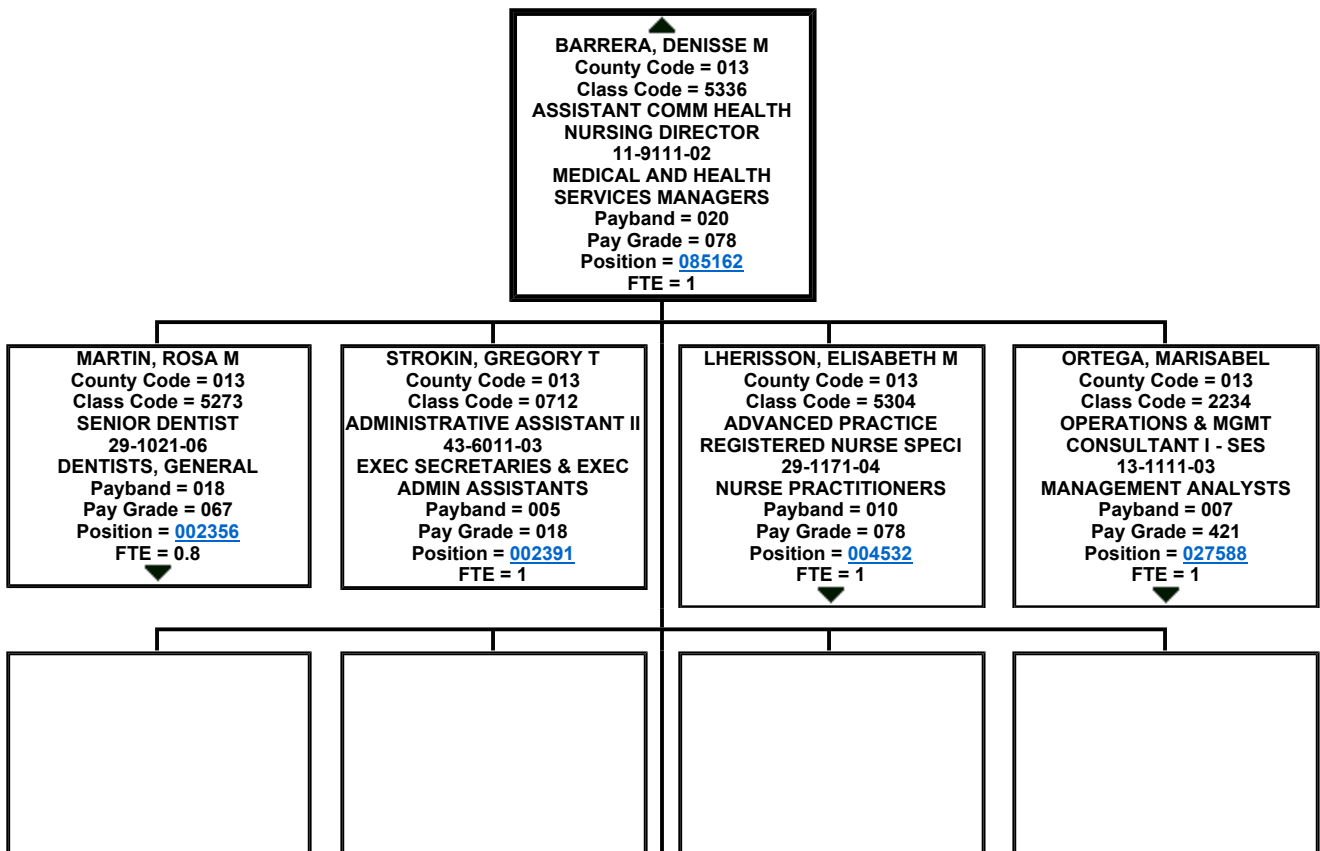 BARRERA, DENISSE M
County Code = 013
Class Code = 5336
ASSISTANT COMM HEALTH
NURSING DIRECTOR
11-9111-02
MEDICAL AND HEALTH
SERVICES MANAGERS
Payband = 020
Pay Grade = 078
Position = 085162
FTE = 1
MARTIN, ROSA M
County Code = 013
Class Code = 5273
SENIOR DENTIST
29-1021-06
DENTISTS, GENERAL
Payband = 018
Pay Grade = 067
Position = 002356
FTE = 0.8
STROKIN, GREGORY T
County Code = 013
Class Code = 0712
ADMINISTRATIVE ASSISTANT II
43-6011-03
EXEC SECRETARIES & EXEC
ADMIN ASSISTANTS
Payband = 005
Pay Grade = 018
Position = 002391
FTE = 1
LHERISSON, ELISABETH M
County Code = 013
Class Code = 5304
ADVANCED PRACTICE
REGISTERED NURSE SPECI
29-1171-04
NURSE PRACTITIONERS
Payband = 010
Pay Grade = 078
Position = 004532
FTE = 1
ORTEGA, MARISABEL
County Code = 013
Class Code = 2234
OPERATIONS & MGMT
CONSULTANT I - SES
13-1111-03
MANAGEMENT ANALYSTS
Payband = 007
Pay Grade = 421
Position = 027588
FTE = 1